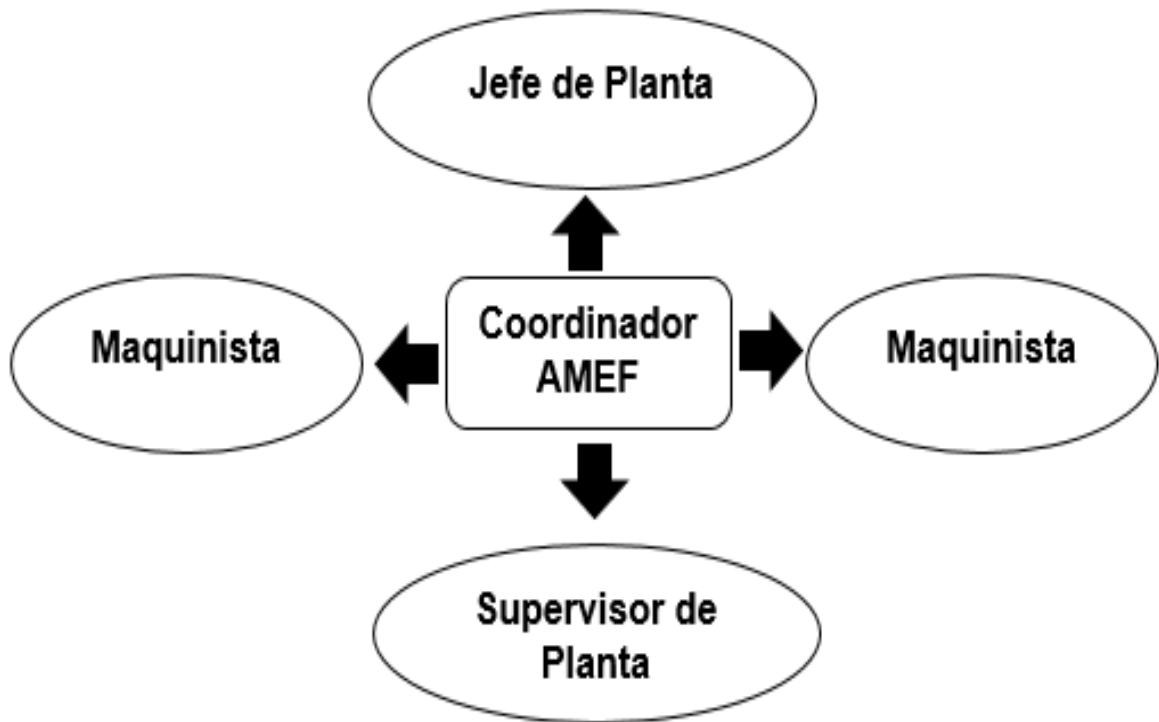 Jefe de Planta
Maquinista
Coordinador
AMEF
Maquinista
Supervisor de
Planta